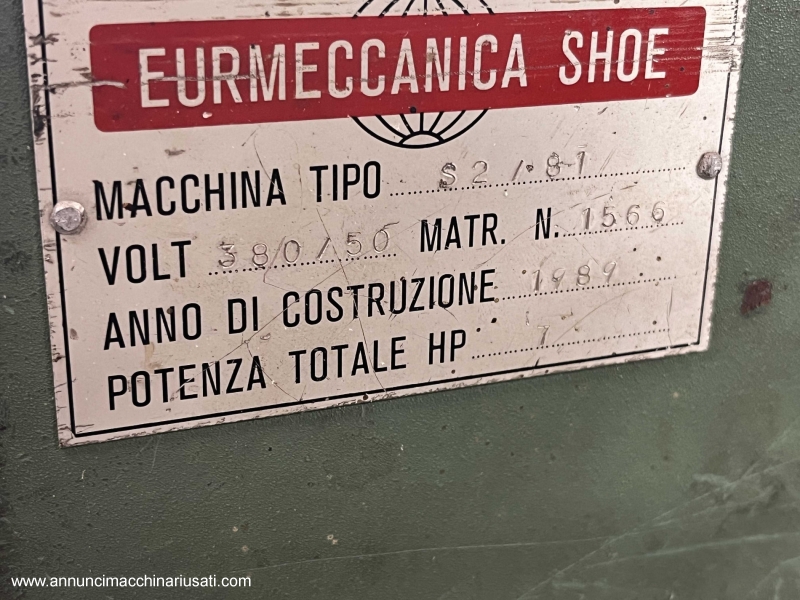 EURMECCANICA SHOE
MACCHINA TIPO S2/81
VOLT 380/50 MATR. N. 1566
ANNO DI COSTRUZIONE 1989
POTENZA TOTALE HP 1
www.annuncimacchinariusati.com